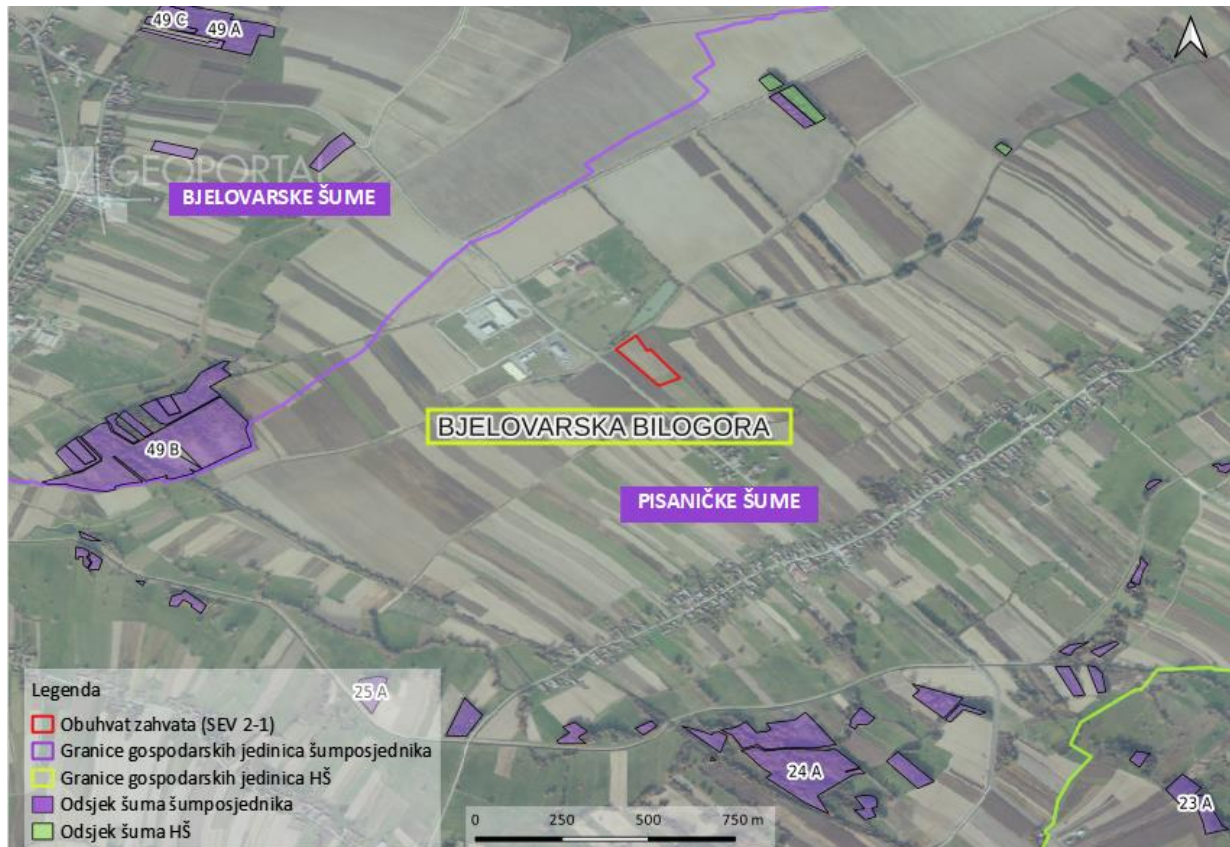 49 C
49 A
GEOPORTAL
BJELOVARSKE ŠUME
BJELOVARSKA BILOGORA
49 B
PISANIČKE ŠUME
25 A
24 A
23 A
Legenda
Obuhvat zahvata (SEV 2-1)
Granice gospodarskih jedinica šumposjednika
Granice gospodarskih jedinica HŠ
Odsjek šuma šumposjednika
Odsjek šuma HŠ
0 250 500 750 m